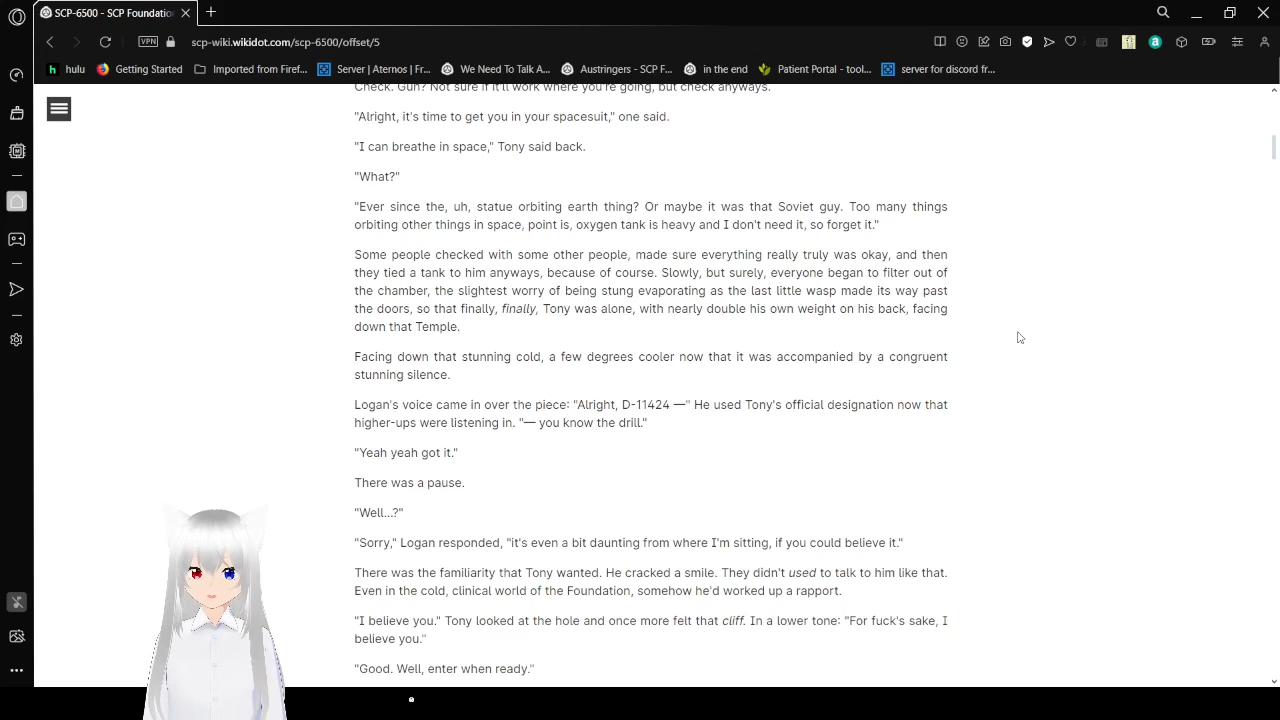 SCP-6500 - SCP Foundatio
scp-wiki.wikidot.com/scp-6500/offset/5
VPN
hulu
Getting Started
Imported from Firef...
Server | Aternos | Fr...
We Need To Talk A...
Austringers - SCP F...
in the end
Patient Portal - tool...
server for discord fr...
Check. Gun? Not sure if it'll work where you're going, but check anyways.
"Alright, it's time to get you in your spacesuit," one said.
"I can breathe in space," Tony said back.
"What?"
"Ever since the, uh, statue orbiting earth thing? Or maybe it was that Soviet guy. Too many things
orbiting other things in space, point is, oxygen tank is heavy and I don't need it, so forget it."
Some people checked with some other people, made sure everything really truly was okay, and then
they tied a tank to him anyways, because of course. Slowly, but surely, everyone began to filter out of
the chamber, the slightest worry of being stung evaporating as the last little wasp made its way past
the doors, so that finally, finally, Tony was alone, with nearly double his own weight on his back, facing
down that Temple.
Facing down that stunning cold, a few degrees cooler now that it was accompanied by a congruent
stunning silence.
Logan's voice came in over the piece: "Alright, D-11424 —" He used Tony's official designation now that
higher-ups were listening in. "— you know the drill."
"Yeah yeah got it."
There was a pause.
"Well...?"
"Sorry," Logan responded, "it's even a bit daunting from where I'm sitting, if you could believe it."
There was the familiarity that Tony wanted. He cracked a smile. They didn't used to talk to him like that.
Even in the cold, clinical world of the Foundation, somehow he'd worked up a rapport.
"I believe you." Tony looked at the hole and once more felt that cliff. In a lower tone: "For fuck's sake, I
believe you."
"Good. Well, enter when ready."